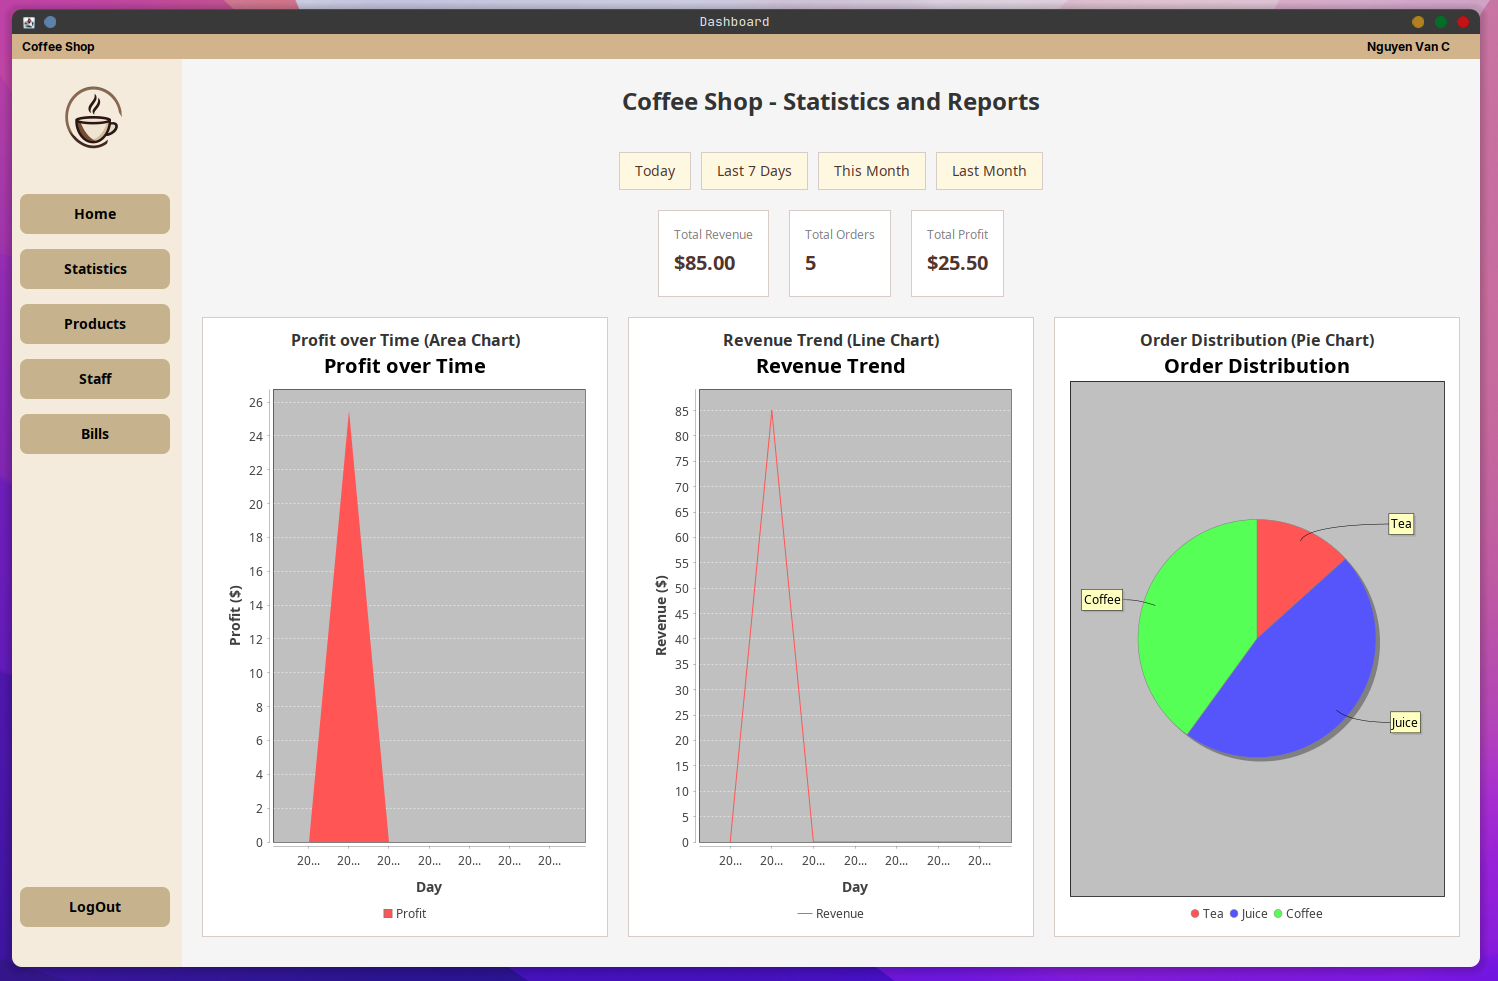 Dashboard
Coffee Shop
Nguyen Van C
Home
Statistics
Products
Staff
Bills
LogOut
Coffee Shop - Statistics and Reports
Today
Last 7 Days
This Month
Last Month
Total Revenue
$85.00
Total Orders
5
Total Profit
$25.50
Profit over Time (Area Chart)
Profit over Time
Profit ($)
26
24
22
20
18
16
14
12
10
8
6
4
2
0
20... 20... 20... 20... 20... 20... 20...
Day
Profit
Revenue Trend (Line Chart)
Revenue Trend
Revenue ($)
85
80
75
70
65
60
55
50
45
40
35
30
25
20
15
10
5
0
20... 20... 20... 20... 20... 20... 20...
Day
Revenue
Order Distribution (Pie Chart)
Order Distribution
Tea
Coffee
Juice
Tea Juice Coffee